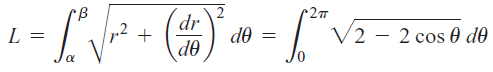 L = ∫_α^β √(r² + (dr/dθ)²) dθ = ∫_0^{2π} √(2 − 2 cos θ) dθ